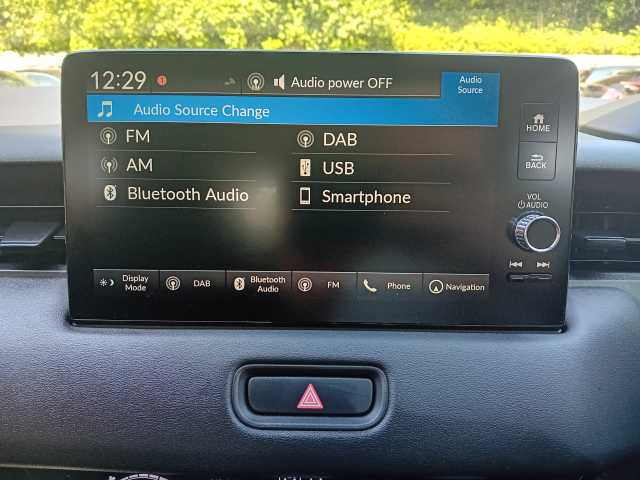 12:29
Audio power OFF
Audio
Source
Audio Source Change
HOME
FM
DAB
AM
USB
BACK
Bluetooth Audio
Smartphone
VOL
AUDIO
Display
Mode
DAB
Bluetooth
Audio
FM
Phone
Navigation